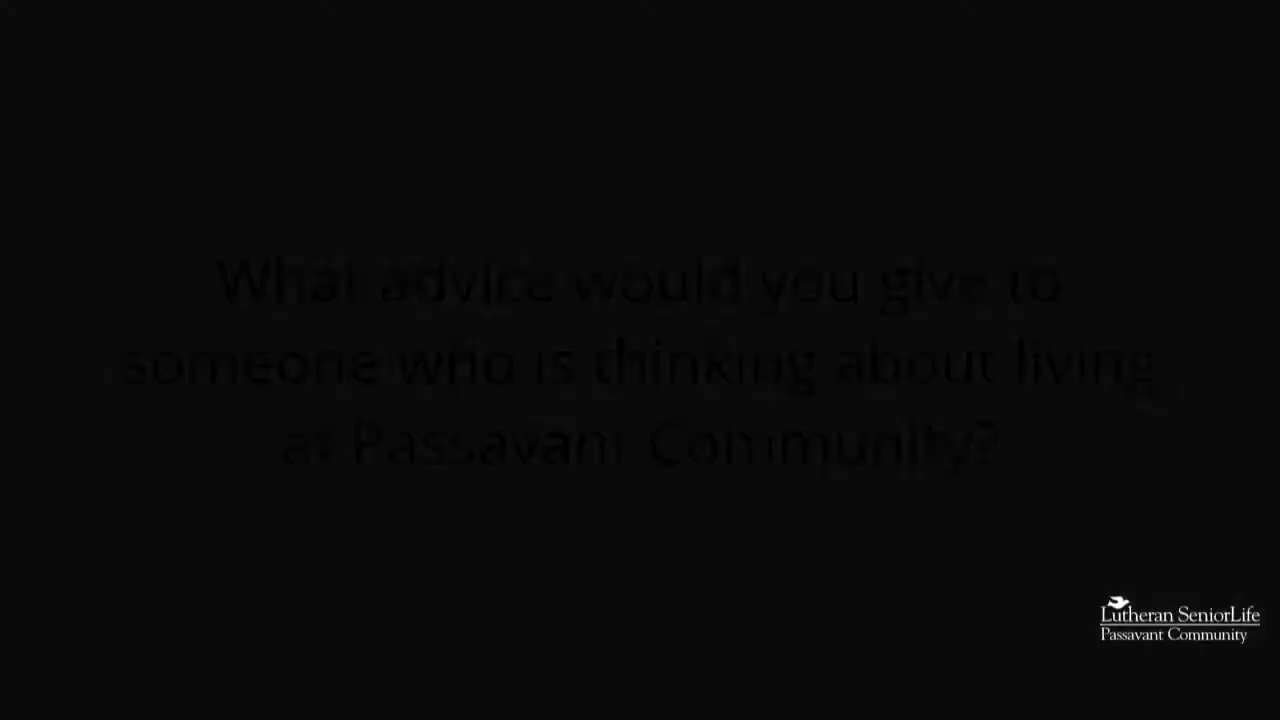 What advice would you give to
someone who is thinking about living
at Passavant Community?
Lutheran SeniorLife
Passavant Community